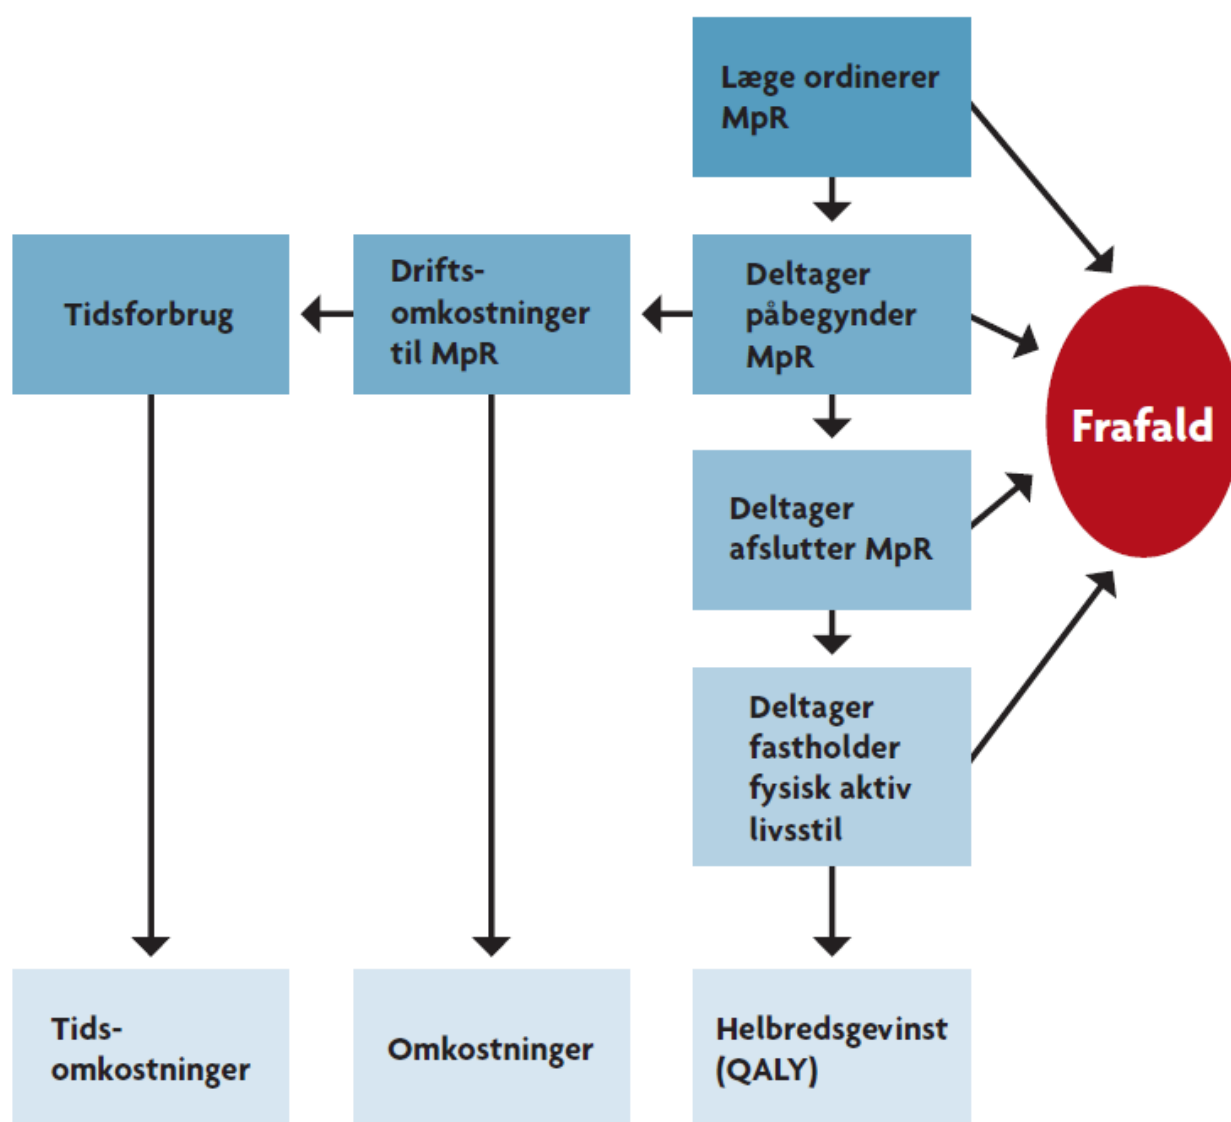 Læge ordinerer
MpR
Tidsforbrug
Drifts-
omkostninger
til MpR
Deltager
påbegynder
MpR
Frafald
Deltager
afslutter MpR
Deltager
fastholder
fysisk aktiv
livsstil
Tids-
omkostninger
Omkostninger
Helbredsgevinst
(QALY)